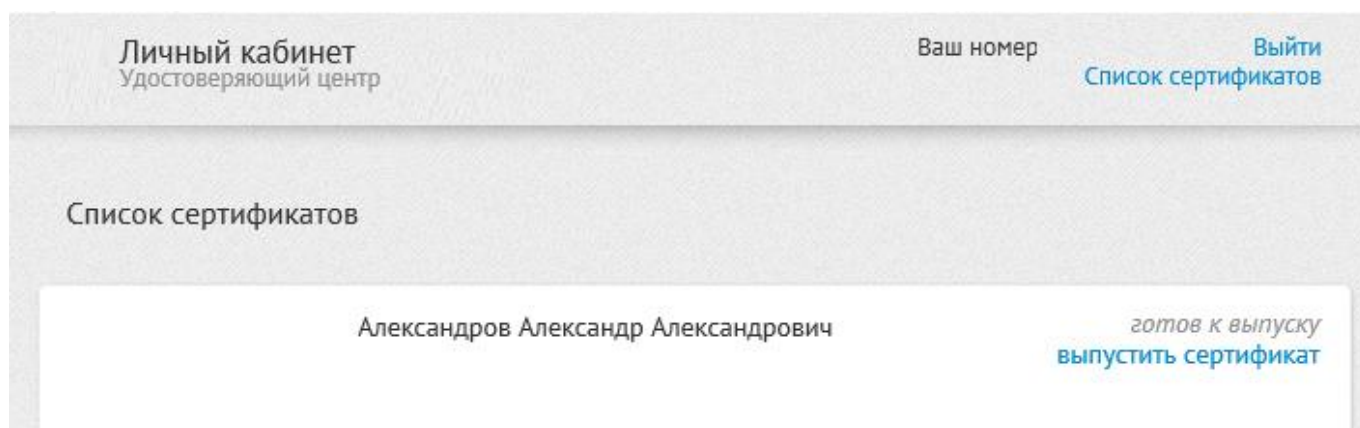 Личный кабинет
Удостоверяющий центр
Ваш номер
Выйти
Список сертификатов
Список сертификатов
Александров Александр Александрович
готов к выпуску
выпустить сертификат